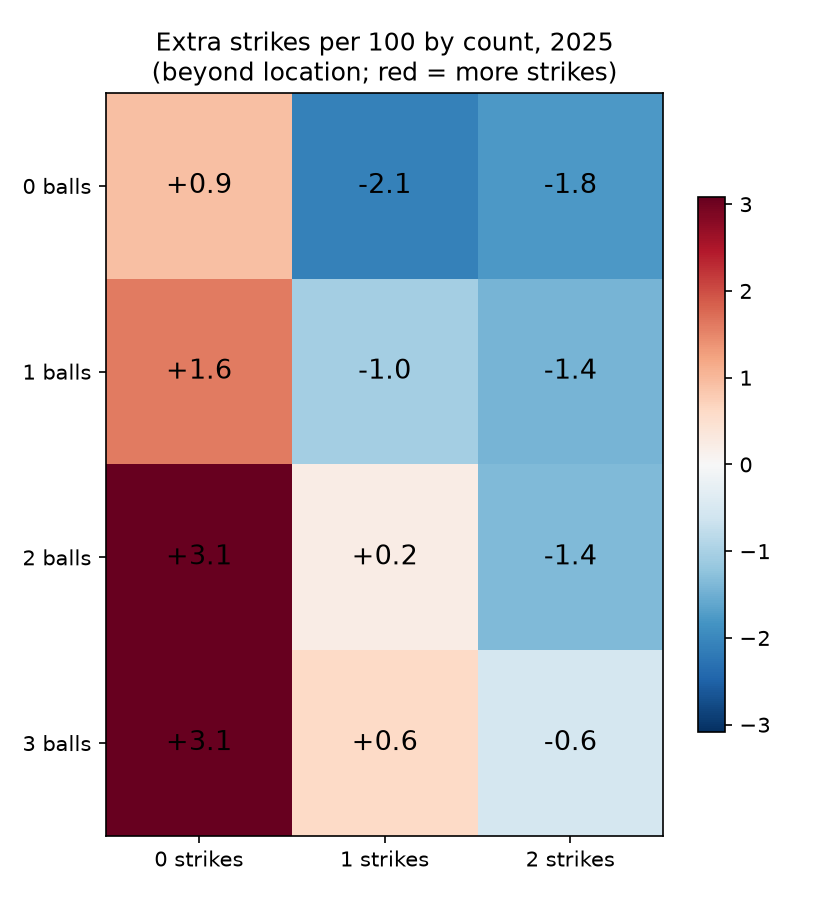 Extra strikes per 100 by count, 2025
(beyond location; red = more strikes)
0 balls +0.9 -2.1 -1.8
1 balls +1.6 -1.0 -1.4
2 balls +3.1 +0.2 -1.4
3 balls +3.1 +0.6 -0.6
0 strikes 1 strikes 2 strikes
3
2
1
0
−1
−2
−3